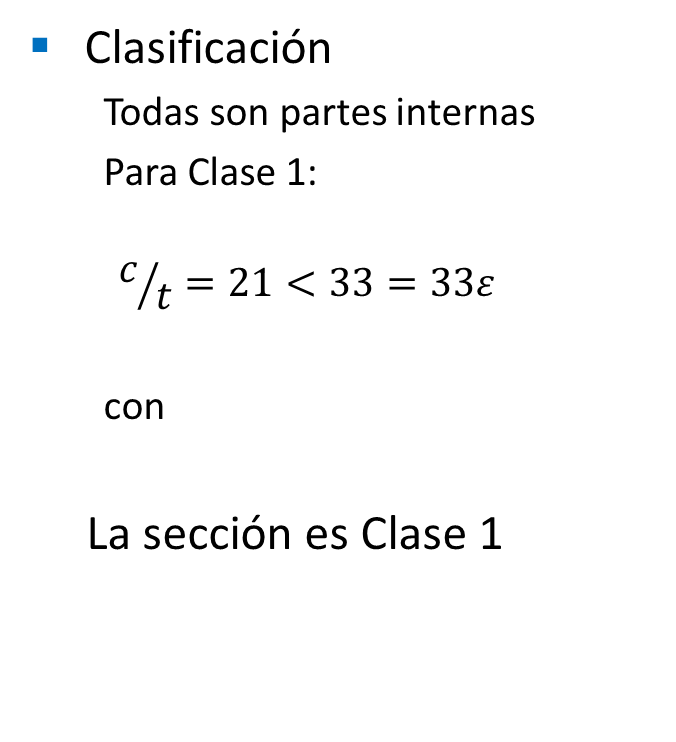 Clasificación
Todas son partes internas
Para Clase 1:
c/t = 21 < 33 = 33ε
con
La sección es Clase 1